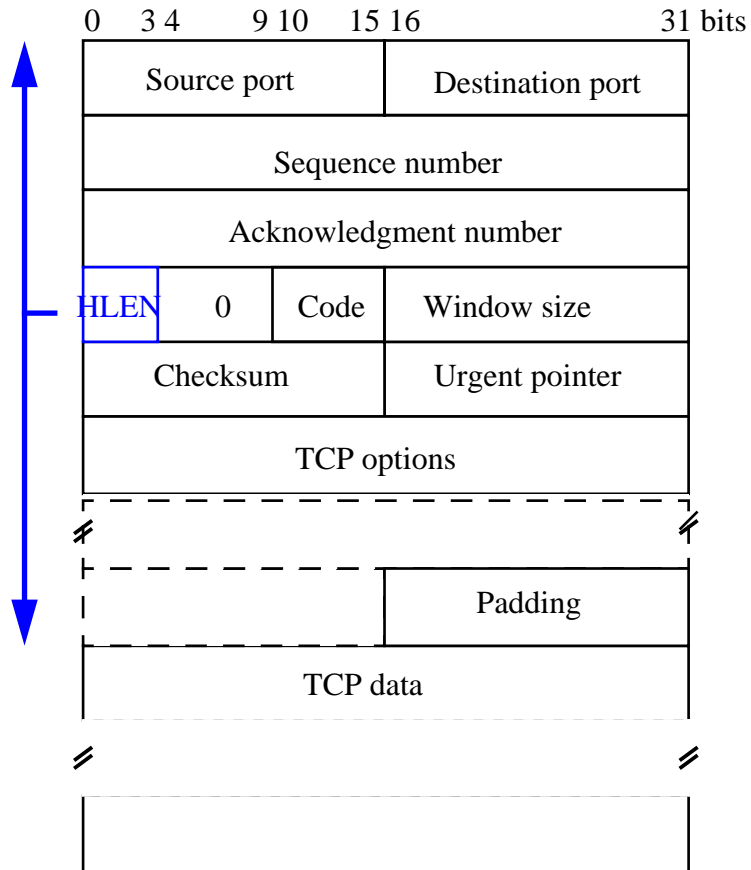 0 3 4 9 10 15 16 31 bits
Source port Destination port
Sequence number
Acknowledgment number
HLEN 0 Code Window size
Checksum Urgent pointer
TCP options
Padding
TCP data